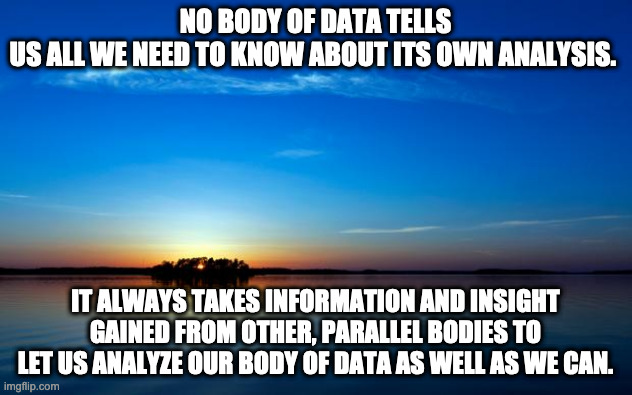 NO BODY OF DATA TELLS
US ALL WE NEED TO KNOW ABOUT ITS OWN ANALYSIS.
IT ALWAYS TAKES INFORMATION AND INSIGHT
GAINED FROM OTHER, PARALLEL BODIES TO
LET US ANALYZE OUR BODY OF DATA AS WELL AS WE CAN.
imgflip.com